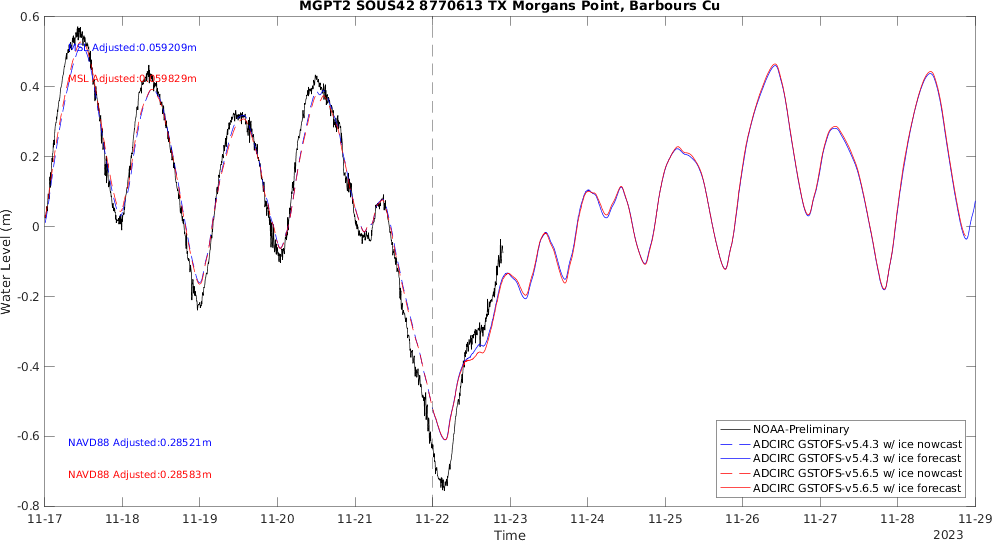 MGPT2 SOUS42 8770613 TX Morgans Point, Barbours Cu
0.6
0.4
0.2
0
-0.2
-0.4
-0.6
-0.8
Water Level (m)
MSL Adjusted:0.059209m
MSL Adjusted:0.059829m
NAVD88 Adjusted:0.28521m
NAVD88 Adjusted:0.28583m
NOAA-Preliminary
ADCIRC GSTOFS-v5.4.3 w/ ice nowcast
ADCIRC GSTOFS-v5.4.3 w/ ice forecast
ADCIRC GSTOFS-v5.6.5 w/ ice nowcast
ADCIRC GSTOFS-v5.6.5 w/ ice forecast
11-17 11-18 11-19 11-20 11-21 11-22 11-23 11-24 11-25 11-26 11-27 11-28 11-29
Time
2023